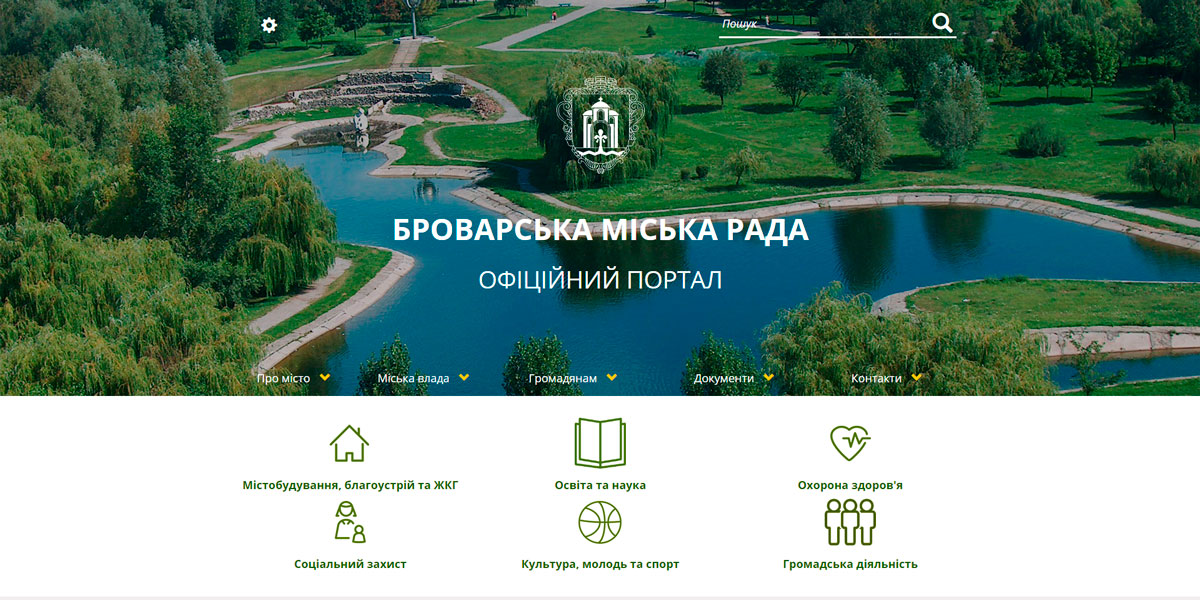 Пошук
БРОВАРСЬКА МІСЬКА РАДА
ОФІЦІЙНИЙ ПОРТАЛ
Про місто Міська влада Громадянам Документи Контакти
Містобудування, благоустрій та ЖКГ Освіта та наука Охорона здоров'я
Соціальний захист Культура, молодь та спорт Громадська діяльність